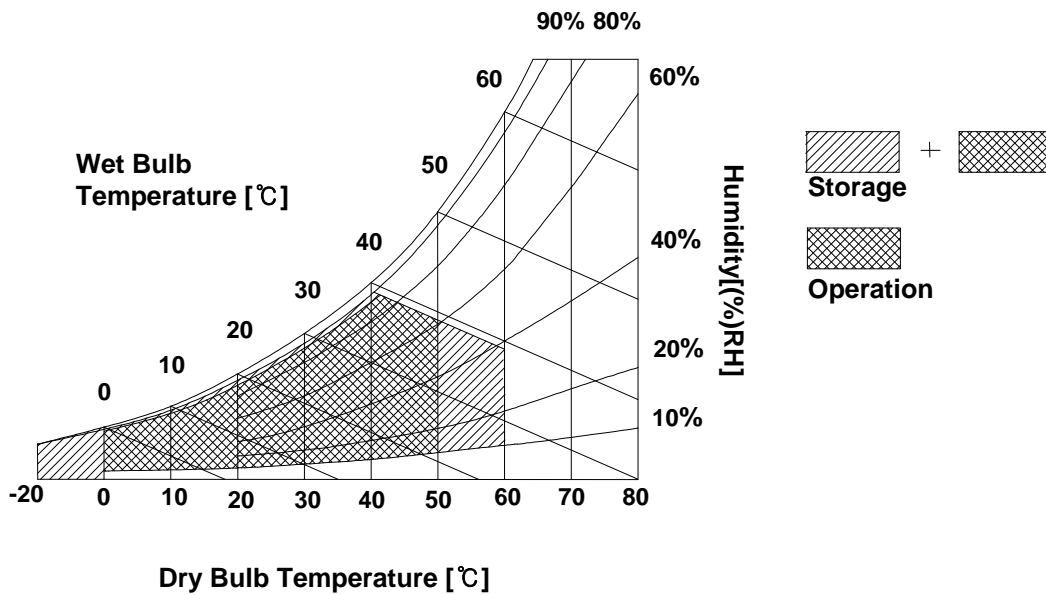 90% 80%
60
60%
50
Wet Bulb
Temperature [℃]
40
40%
30
20
20%
10
10%
0
-20 0 10 20 30 40 50 60 70 80
Dry Bulb Temperature [℃]
Humidity[(%)RH]
+
Storage
Operation